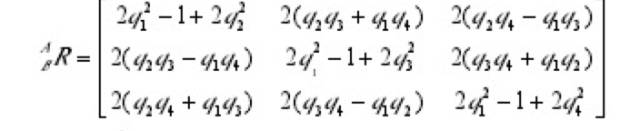 2q₁² − 1 + 2q₂² 2(q₂q₃ + q₁q₄) 2(q₂q₄ − q₁q₃)
ᴬ_BR = 2(q₂q₃ − q₁q₄) 2q₁² − 1 + 2q₃² 2(q₃q₄ + q₁q₂)
2(q₂q₄ + q₁q₃) 2(q₃q₄ − q₁q₂) 2q₁² − 1 + 2q₄²